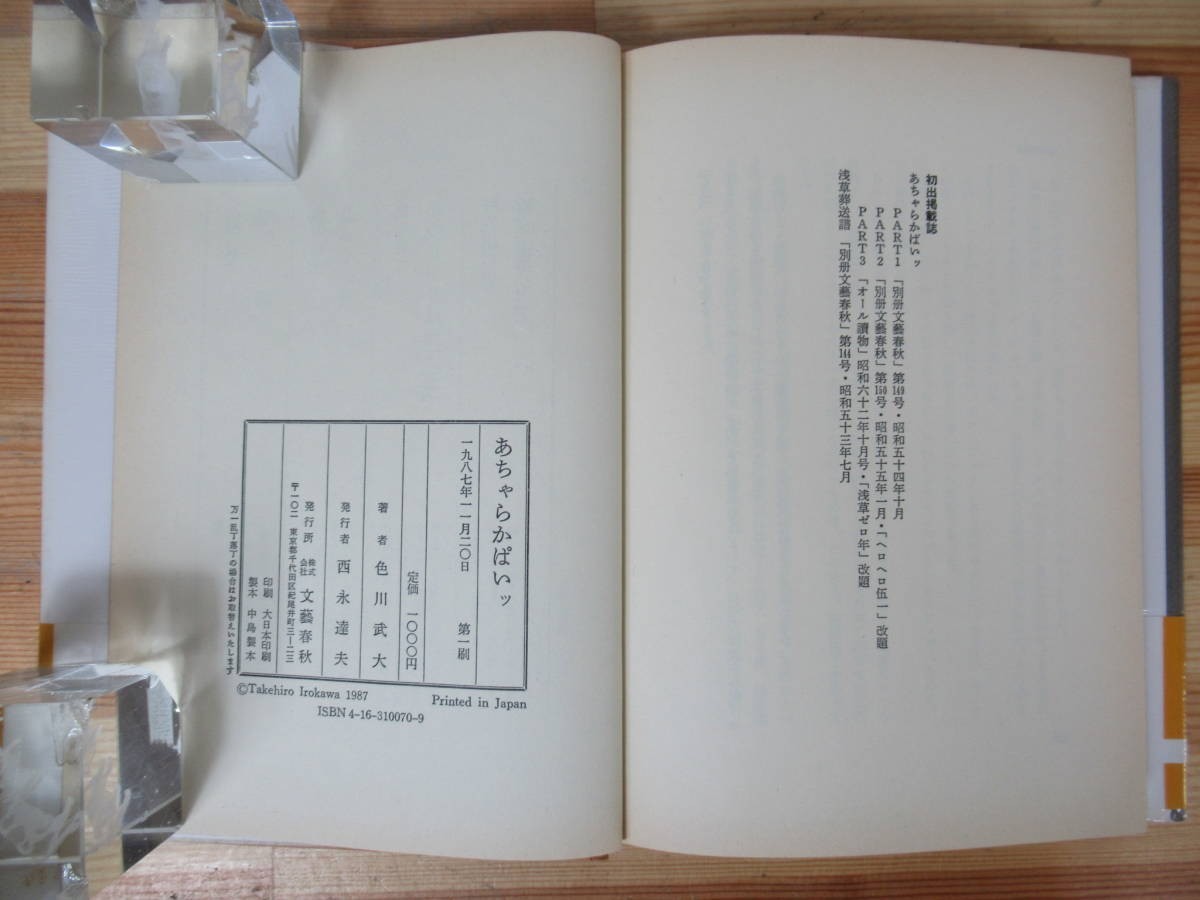 初出掲載誌
あちゃらかぱいッ
PART1 「別册文藝春秋」第149号・昭和五十四年十月
PART2 「別册文藝春秋」第150号・昭和五十五年一月・「ヘロヘロ伍一」改題
PART3 「オール讀物」昭和六十二年十月号・「浅草ゼロ年」改題
浅草葬送譜 「別册文藝春秋」第144号・昭和五十三年七月
あちゃらかぱいッ
一九八七年一一月二〇日 第一刷
定価 一〇〇〇円
著者 色川武大
発行者 西永達夫
発行所 株式会社 文藝春秋
〒一〇二 東京都千代田区紀尾井町三-二三
印刷 大日本印刷
製本 中島製本
万一乱丁落丁の場合はお取替えいたします
©Takehiro Irokawa 1987 Printed in Japan
ISBN 4-16-310070-9